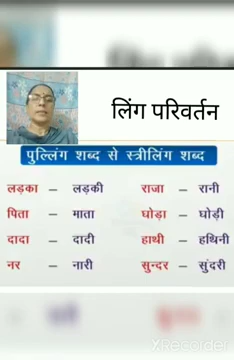 लिंग परिवर्तन
पुल्लिंग शब्द से स्त्रीलिंग शब्द
लड़का – लड़की राजा – रानी
पिता – माता घोड़ा – घोड़ी
दादा – दादी हाथी – हथिनी
नर – नारी सुन्दर – सुंदरी
XRecorder